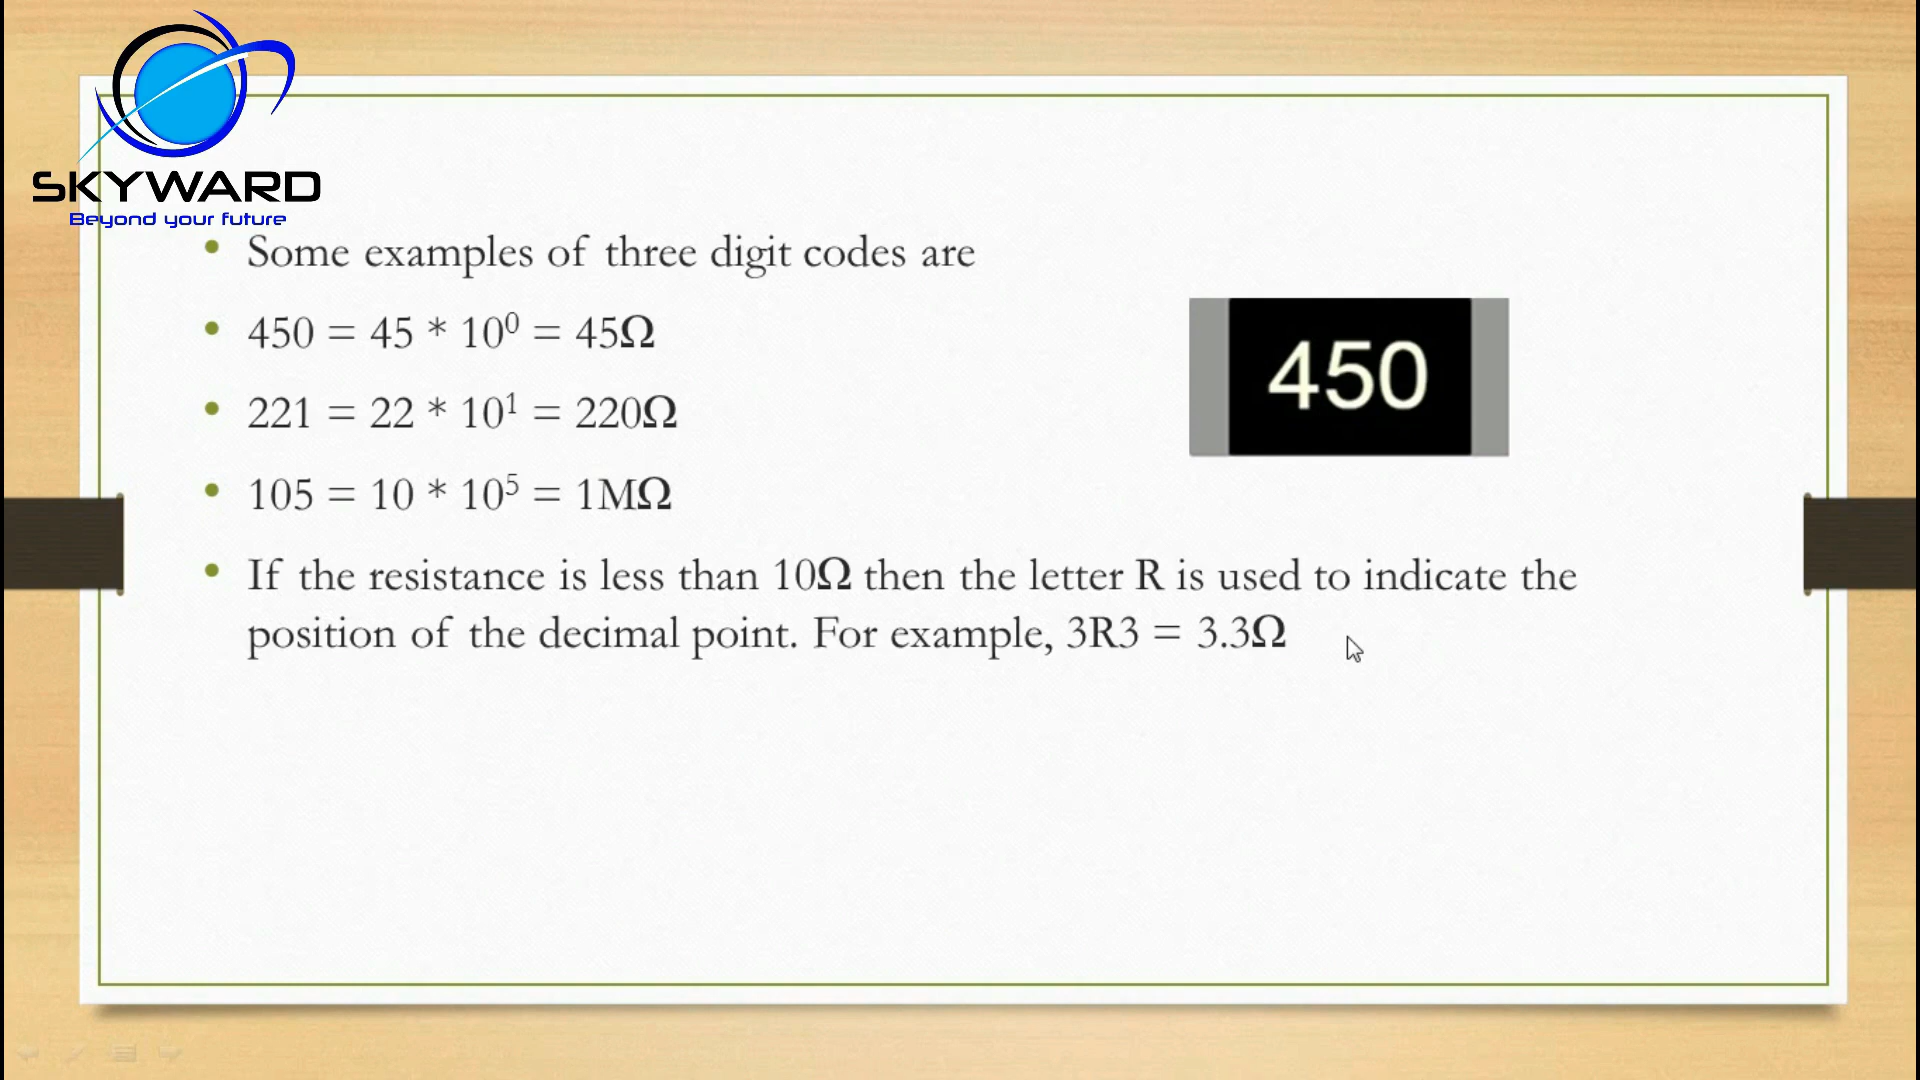 SKYWARD
Beyond your future
• Some examples of three digit codes are
• 450 = 45 * 10⁰ = 45Ω
450
• 221 = 22 * 10¹ = 220Ω
• 105 = 10 * 10⁵ = 1MΩ
• If the resistance is less than 10Ω then the letter R is used to indicate the
position of the decimal point. For example, 3R3 = 3.3Ω